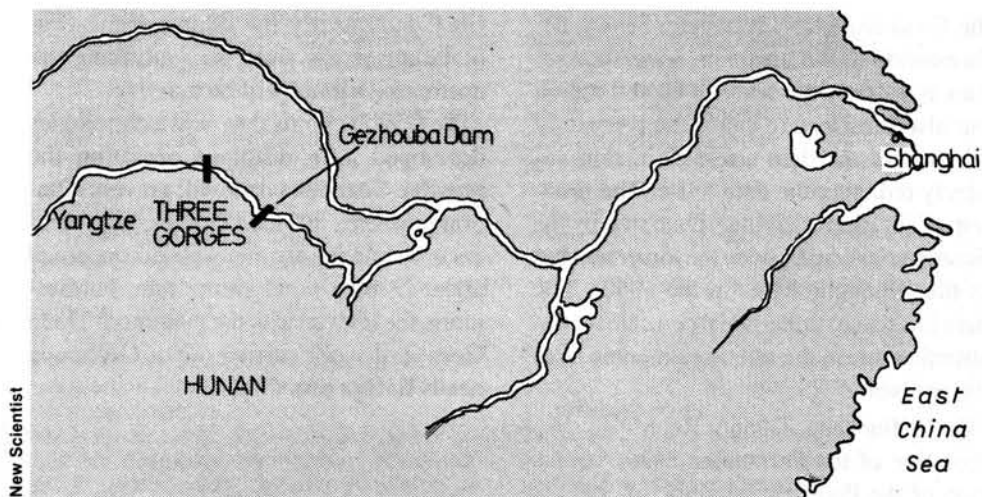 Gezhouba Dam
Shanghai
Yangtze
THREE
GORGES
HUNAN
East
China
Sea
New Scientist